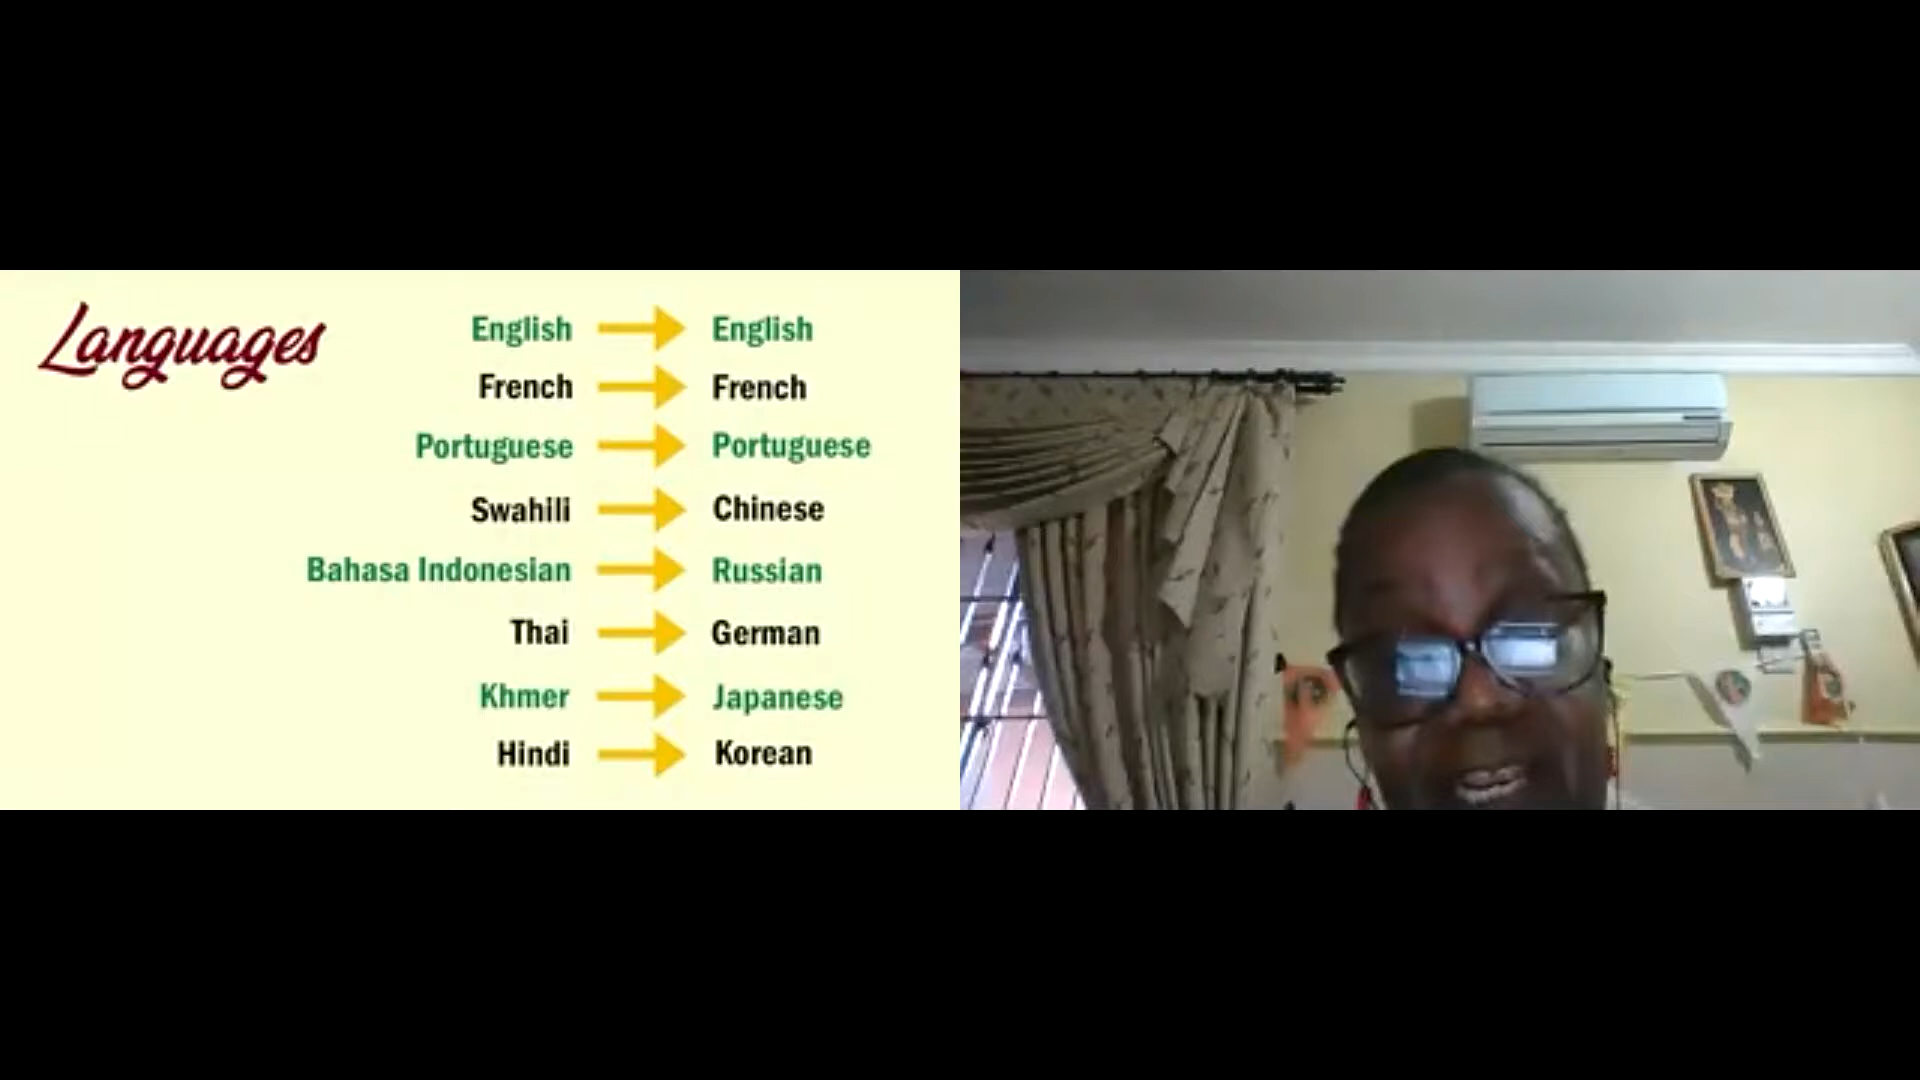 Languages
English → English
French → French
Portuguese → Portuguese
Swahili → Chinese
Bahasa Indonesian → Russian
Thai → German
Khmer → Japanese
Hindi → Korean